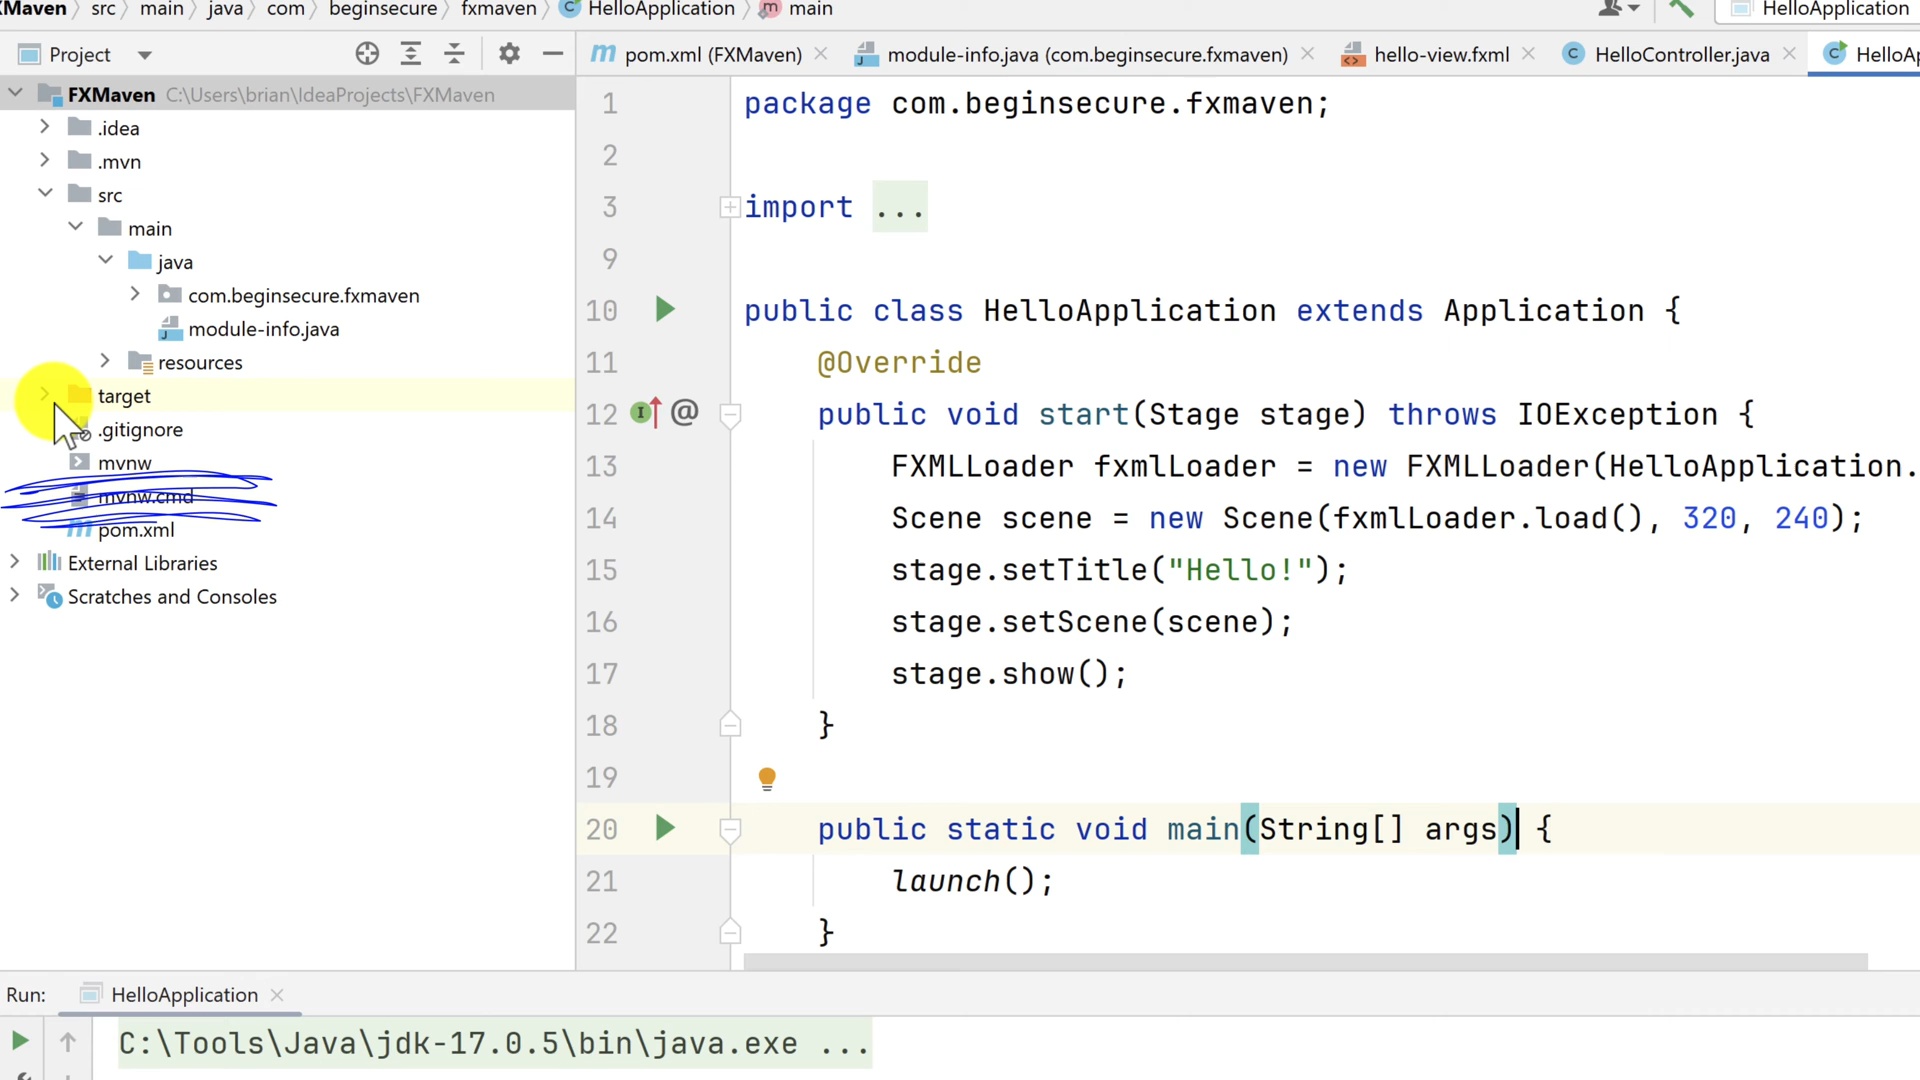 XMaven src main java com beginsecure fxmaven HelloApplication main HelloApplication
Project
pom.xml (FXMaven) module-info.java (com.beginsecure.fxmaven) hello-view.fxml HelloController.java HelloAp
FXMaven C:\Users\brian\IdeaProjects\FXMaven
.idea
.mvn
src
main
java
com.beginsecure.fxmaven
module-info.java
resources
target
.gitignore
mvnw
mvnw.cmd
pom.xml
External Libraries
Scratches and Consoles
1 package com.beginsecure.fxmaven;
2
3 import ...
9
10 public class HelloApplication extends Application {
11 @Override
12 public void start(Stage stage) throws IOException {
13 FXMLLoader fxmlLoader = new FXMLLoader(HelloApplication.
14 Scene scene = new Scene(fxmlLoader.load(), 320, 240);
15 stage.setTitle("Hello!");
16 stage.setScene(scene);
17 stage.show();
18 }
19
20 public static void main(String[] args) {
21 launch();
22 }
Run: HelloApplication
C:\Tools\Java\jdk-17.0.5\bin\java.exe ...